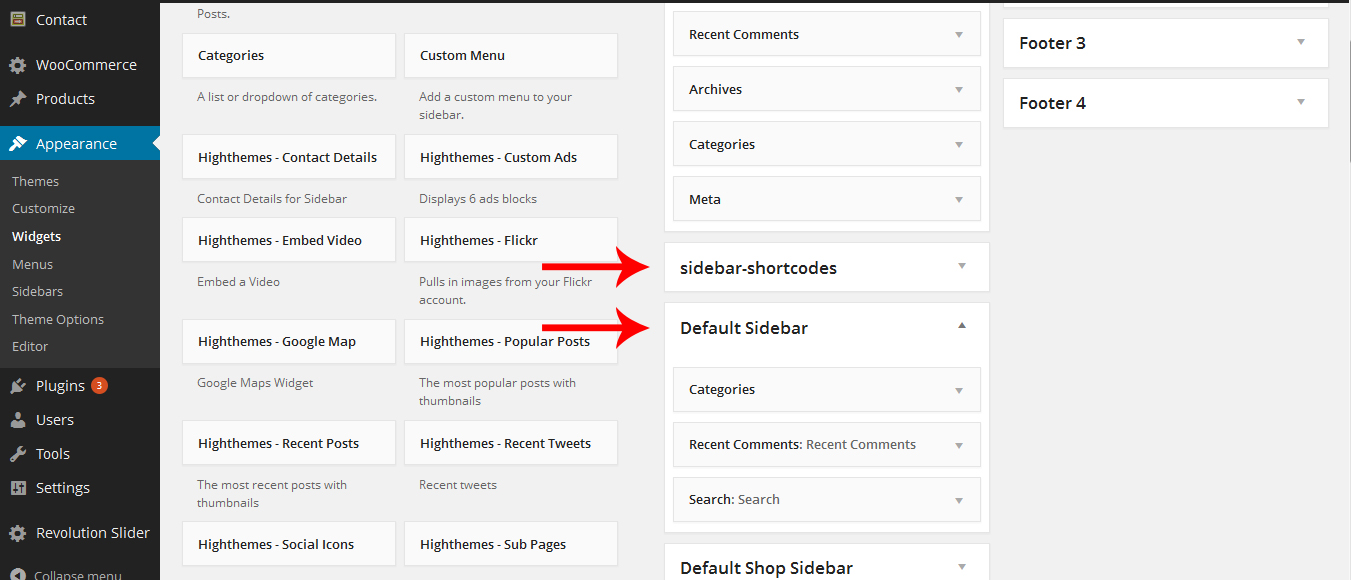 Contact
WooCommerce
Products
Appearance
Themes
Customize
Widgets
Menus
Sidebars
Theme Options
Editor
Plugins 3
Users
Tools
Settings
Revolution Slider
Collapse menu
Posts.
Categories
Custom Menu
A list or dropdown of categories.
Add a custom menu to your
sidebar.
Highthemes - Contact Details
Highthemes - Custom Ads
Contact Details for Sidebar
Displays 6 ads blocks
Highthemes - Embed Video
Highthemes - Flickr
Embed a Video
Pulls in images from your Flickr
account.
Highthemes - Google Map
Highthemes - Popular Posts
Google Maps Widget
The most popular posts with
thumbnails
Highthemes - Recent Posts
Highthemes - Recent Tweets
The most recent posts with
thumbnails
Recent tweets
Highthemes - Social Icons
Highthemes - Sub Pages
Recent Comments
Archives
Categories
Meta
sidebar-shortcodes
Default Sidebar
Categories
Recent Comments: Recent Comments
Search: Search
Default Shop Sidebar
Footer 3
Footer 4